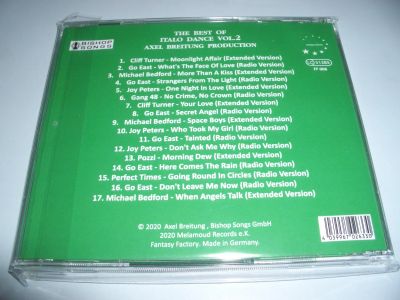 BISHOP
SONGS
THE BEST OF
ITALO DANCE VOL.2
AXEL BREITUNG PRODUCTION
1. Cliff Turner - Moonlight Affair (Extended Version)
2. Go East - What's The Face Of Love (Radio Version)
3. Michael Bedford - More Than A Kiss (Extended Version)
4. Go East - Strangers From The Light (Radio Version)
5. Joy Peters - One Night In Love (Extended Version)
6. Gang 48 - No Crime, No Crown (Radio Version)
7. Cliff Turner - Your Love (Extended Version)
8. Go East - Secret Angel (Radio Version)
9. Michael Bedford - Space Boys (Extended Version)
10. Joy Peters - Who Took My Girl (Radio Version)
11. Go East - Tainted (Radio Version)
12. Joy Peters - Don't Ask Me Why (Radio Version)
13. Pozzi - Morning Dew (Extended Version)
14. Go East - Here Comes The Rain (Radio Version)
15. Perfect Times - Going Round In Circles (Radio Version)
16. Go East - Don't Leave Me Now (Radio Version)
17. Michael Bedford - When Angels Talk (Extended Version)
© 2020 Axel Breitung , Bishop Songs GmbH
2020 Melamoud Records e.K.
Fantasy Factory. Made in Germany.